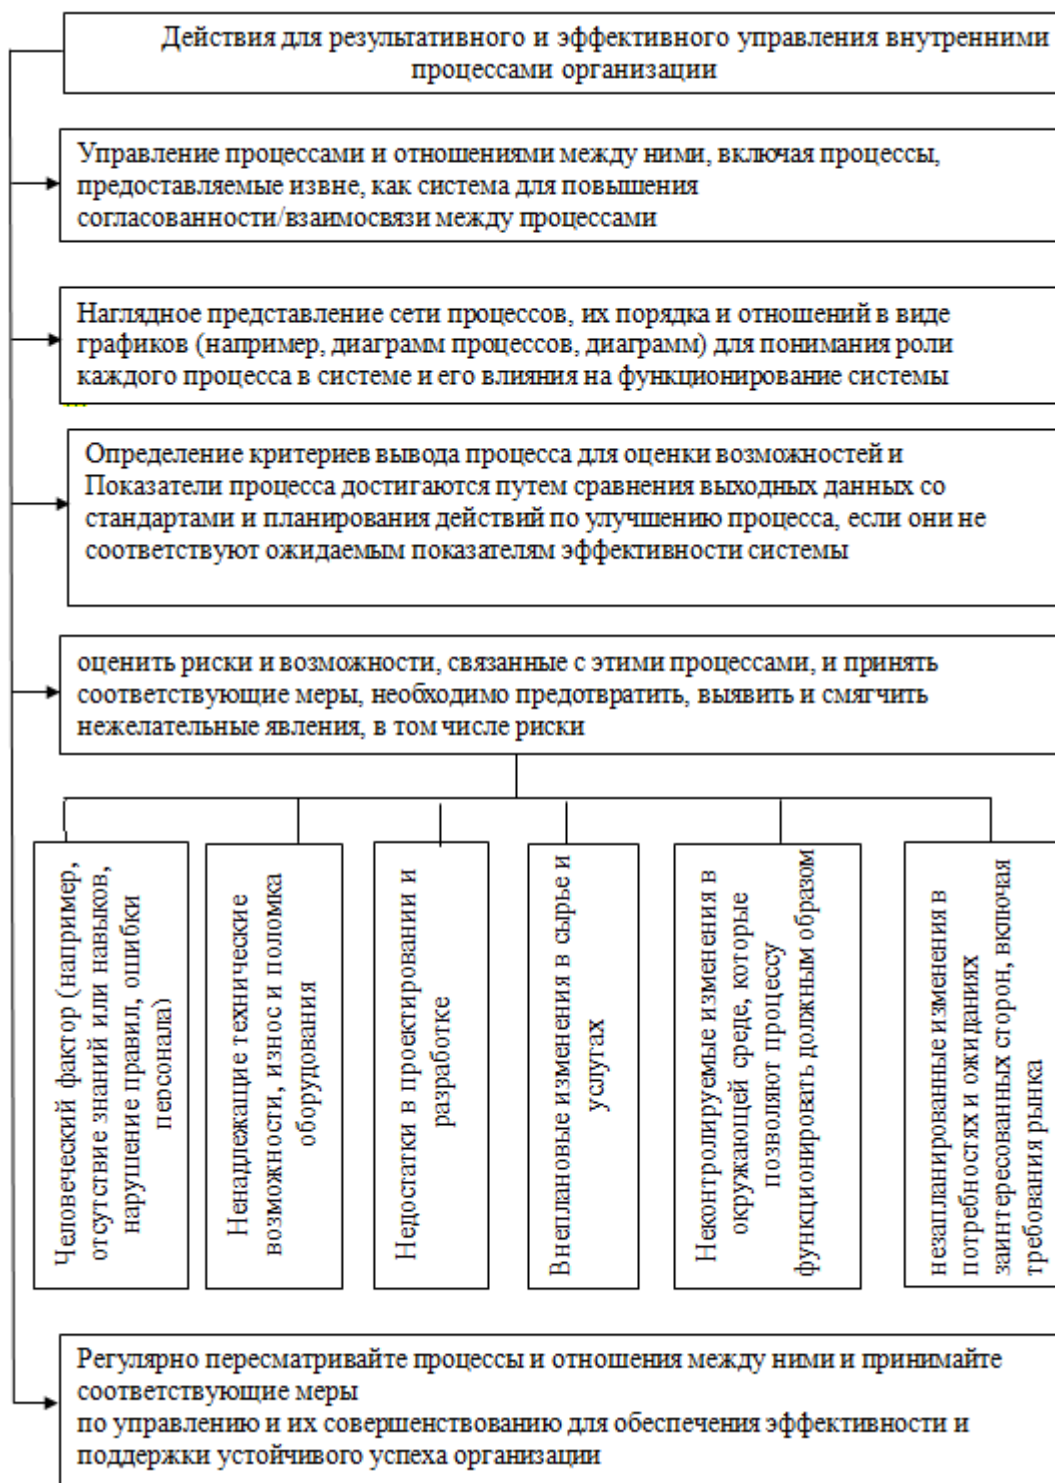 Действия для результативного и эффективного управления внутренними
процессами организации
Управление процессами и отношениями между ними, включая процессы,
предоставляемые извне, как система для повышения
согласованности/взаимосвязи между процессами
Наглядное представление сети процессов, их порядка и отношений в виде
графиков (например, диаграмм процессов, диаграмм) для понимания роли
каждого процесса в системе и его влияния на функционирование системы
Определение критериев вывода процесса для оценки возможностей и
Показатели процесса достигаются путем сравнения выходных данных со
стандартами и планирования действий по улучшению процесса, если они не
соответствуют ожидаемым показателям эффективности системы
оценить риски и возможности, связанные с этими процессами, и принять
соответствующие меры, необходимо предотвратить, выявить и смягчить
нежелательные явления, в том числе риски
Человеческий фактор (например,
отсутствие знаний или навыков,
нарушение правил, ошибки
персонала)
Ненадлежащие технические
возможности, износ и поломка
оборудования
Недостатки в проектировании и
разработке
Внеплановые изменения в сырье и
услугах
Неконтролируемые изменения в
окружающей среде, которые
позволяют процессу
функционировать должным образом
незапланированные изменения в
потребностях и ожиданиях
заинтересованных сторон, включая
требования рынка
Регулярно пересматривайте процессы и отношения между ними и принимайте
соответствующие меры
по управлению и их совершенствованию для обеспечения эффективности и
поддержки устойчивого успеха организации